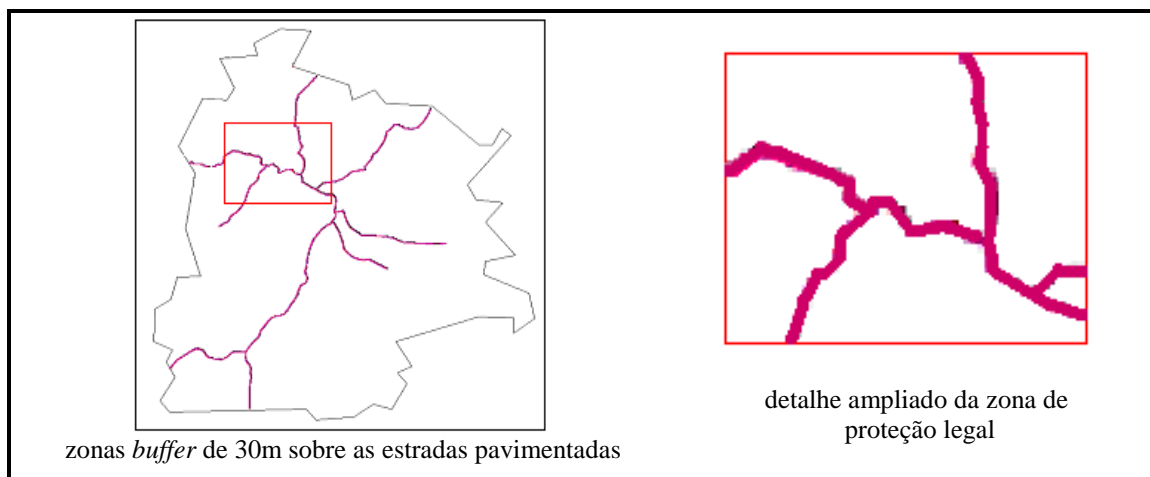 zonas buffer de 30m sobre as estradas pavimentadas
detalhe ampliado da zona de
proteção legal